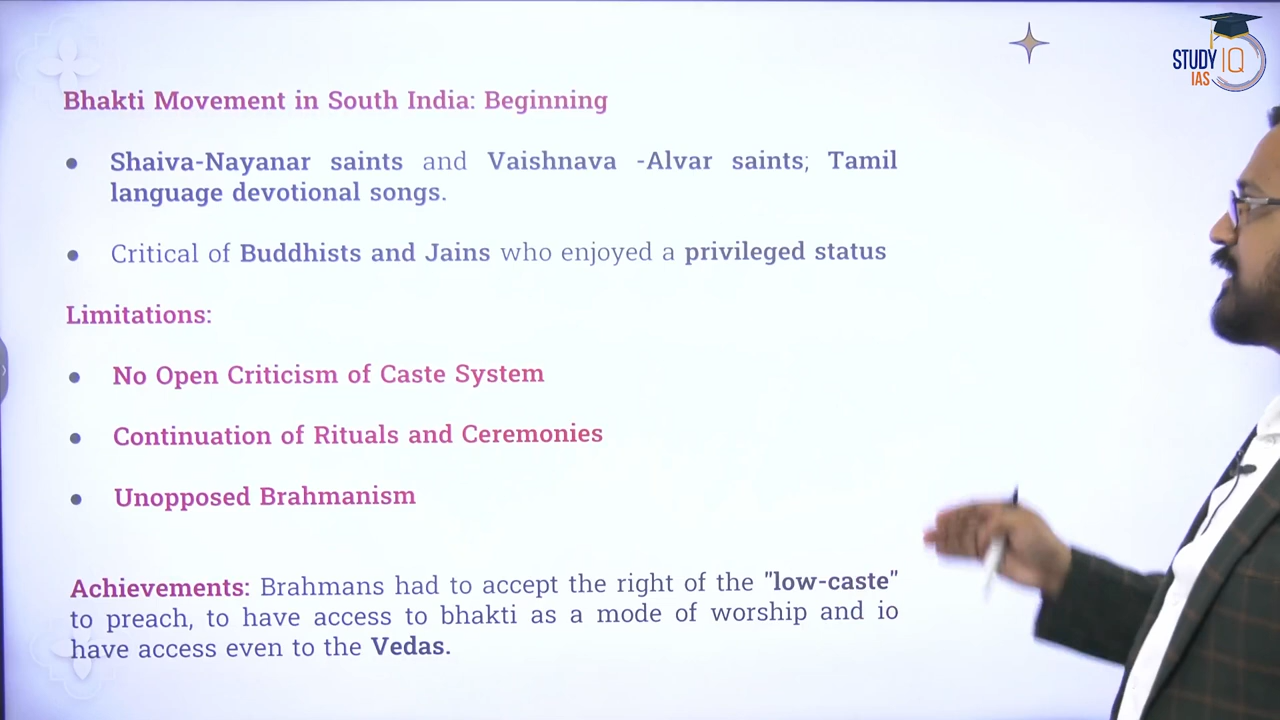 STUDY IQ
IAS
Bhakti Movement in South India: Beginning
● Shaiva-Nayanar saints and Vaishnava -Alvar saints; Tamil
language devotional songs.
● Critical of Buddhists and Jains who enjoyed a privileged status
Limitations:
● No Open Criticism of Caste System
● Continuation of Rituals and Ceremonies
● Unopposed Brahmanism
Achievements: Brahmans had to accept the right of the "low-caste"
to preach, to have access to bhakti as a mode of worship and io
have access even to the Vedas.